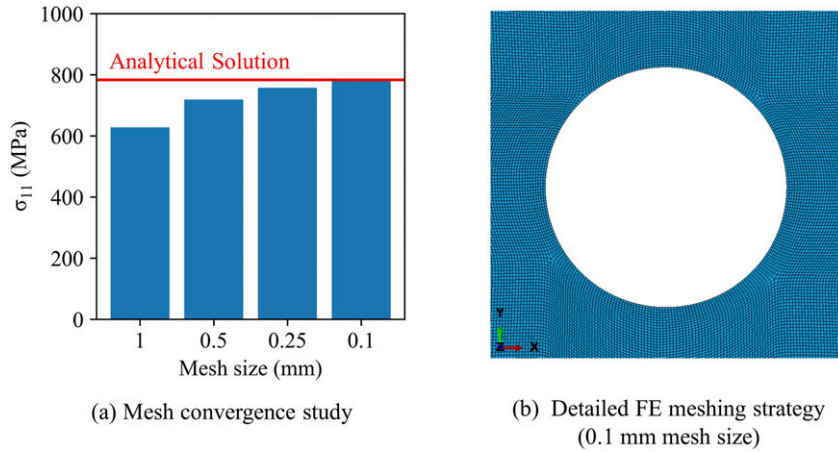 1000
800
600
400
200
0
σ11 (MPa)
Analytical Solution
1 0.5 0.25 0.1
Mesh size (mm)
(a) Mesh convergence study
Y
Z X
(b) Detailed FE meshing strategy
(0.1 mm mesh size)